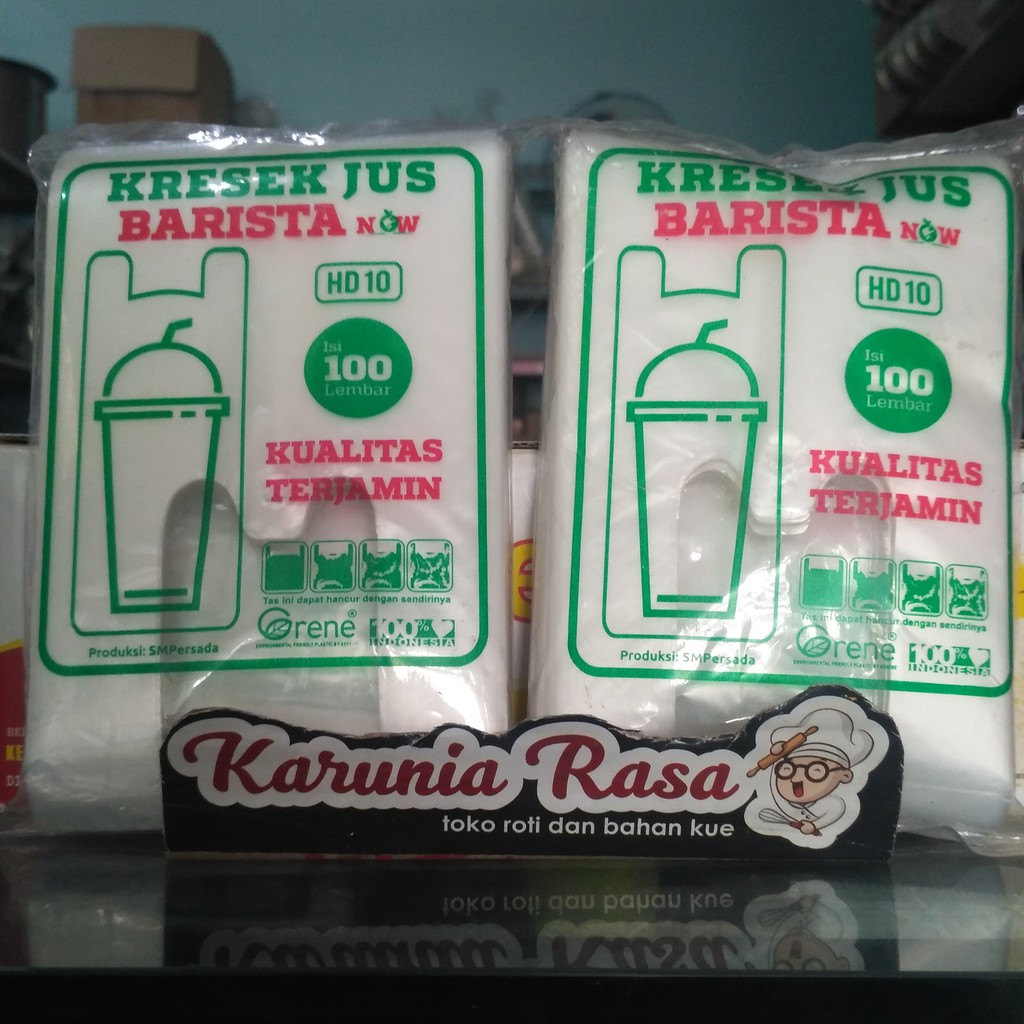 KRESEK JUS
BARISTA NOW
HD 10
Isi
100
Lembar
KUALITAS
TERJAMIN
Tas ini dapat hancur dengan sendirinya
Orene®
100%
INDONESIA
Produksi: SMPersada
KRESEK JUS
BARISTA NOW
HD 10
Isi
100
Lembar
KUALITAS
TERJAMIN
Tas ini dapat hancur dengan sendirinya
Orene®
100%
INDONESIA
Produksi: SMPersada
Karunia Rasa
toko roti dan bahan kue